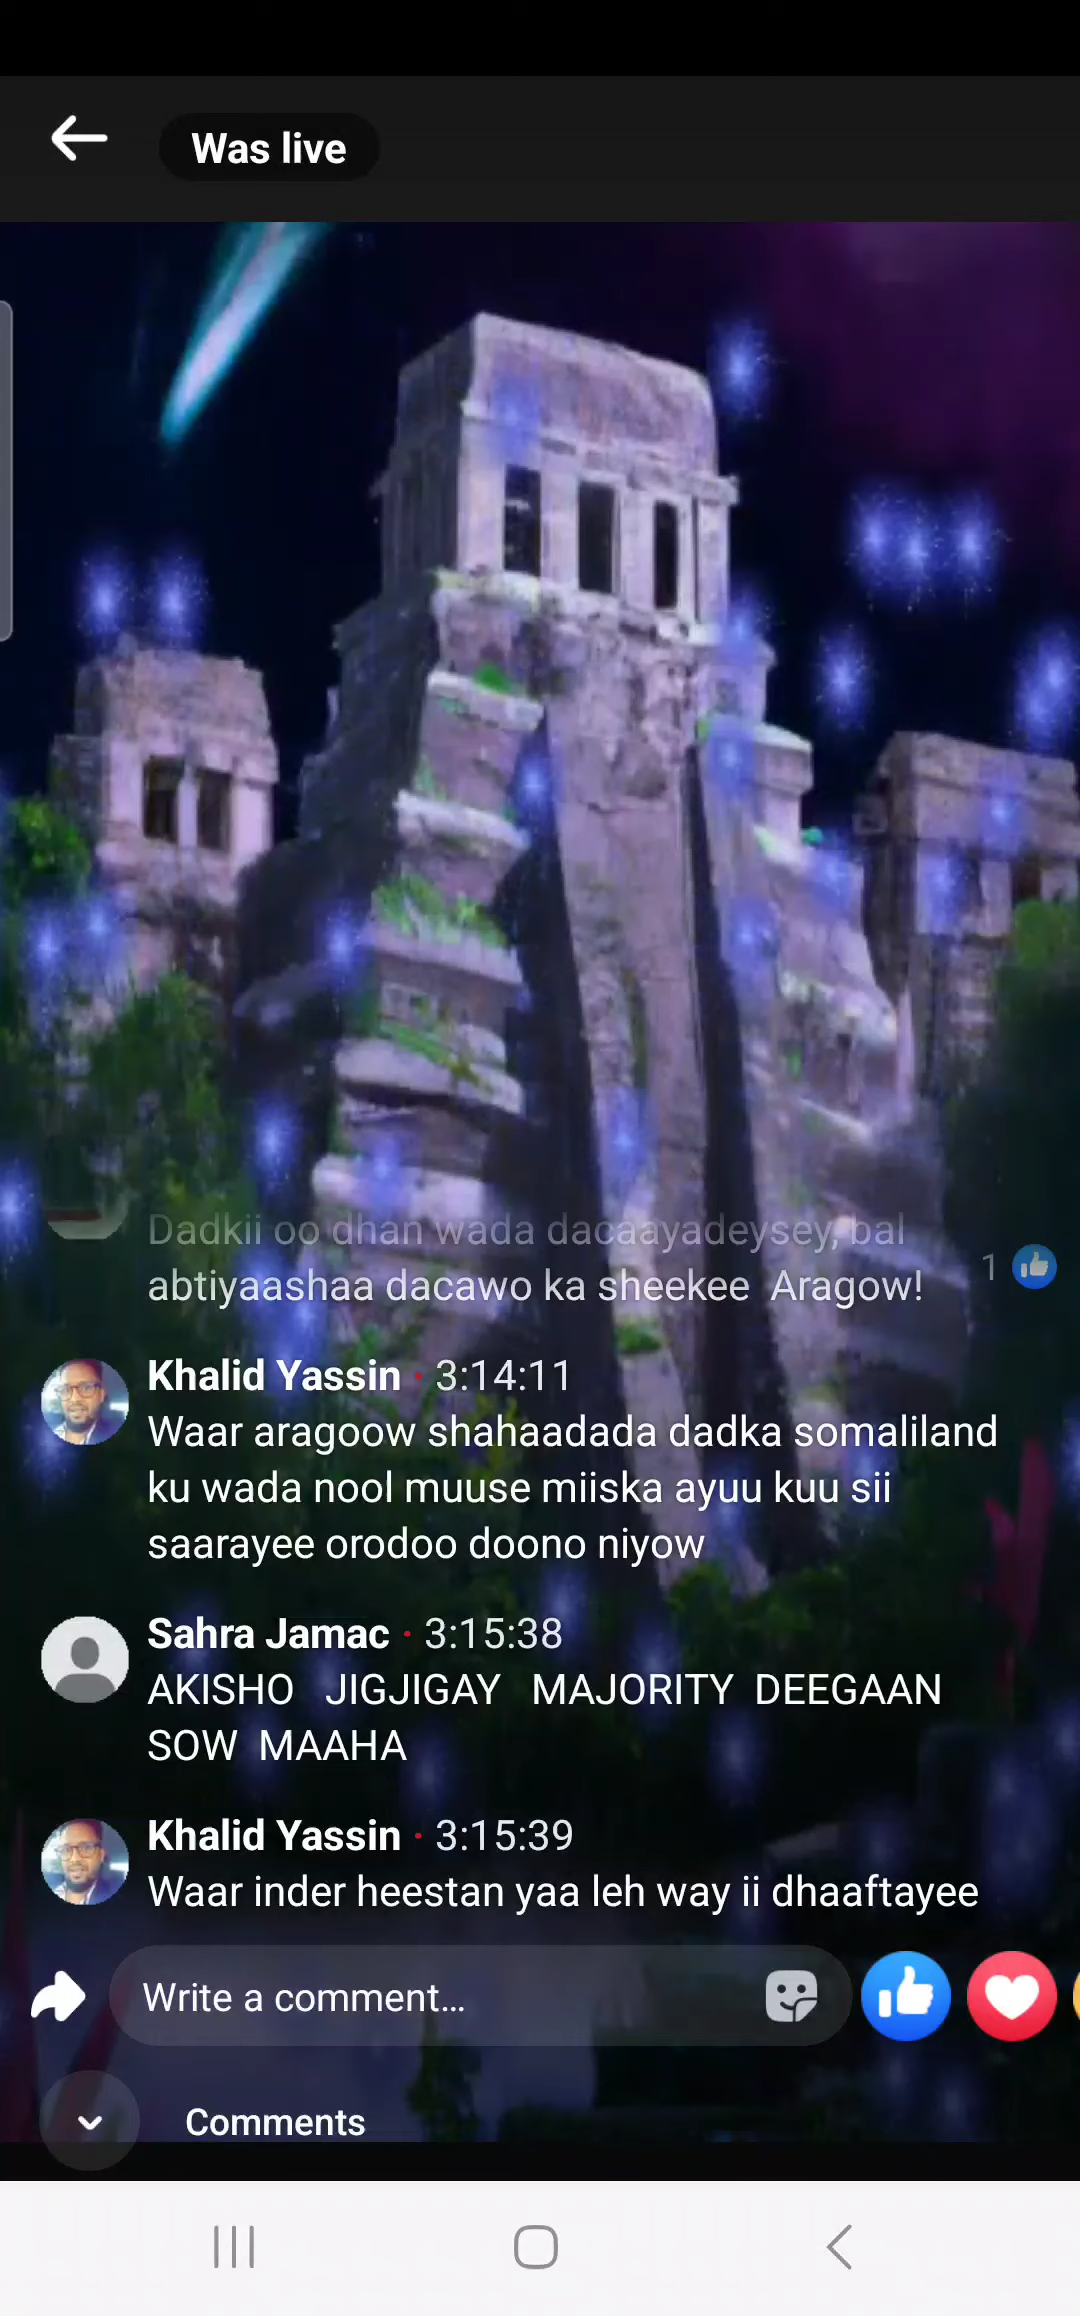 Was live
Dadkii oo dhan wada dacaayadeysey, bal
abtiyaashaa dacawo ka sheekee Aragow!
1
Khalid Yassin · 3:14:11
Waar aragoow shahaadada dadka somaliland
ku wada nool muuse miiska ayuu kuu sii
saarayee orodoo doono niyow
Sahra Jamac · 3:15:38
AKISHO JIGJIGAY MAJORITY DEEGAAN
SOW MAAHA
Khalid Yassin · 3:15:39
Waar inder heestan yaa leh way ii dhaaftayee
Write a comment...
Comments